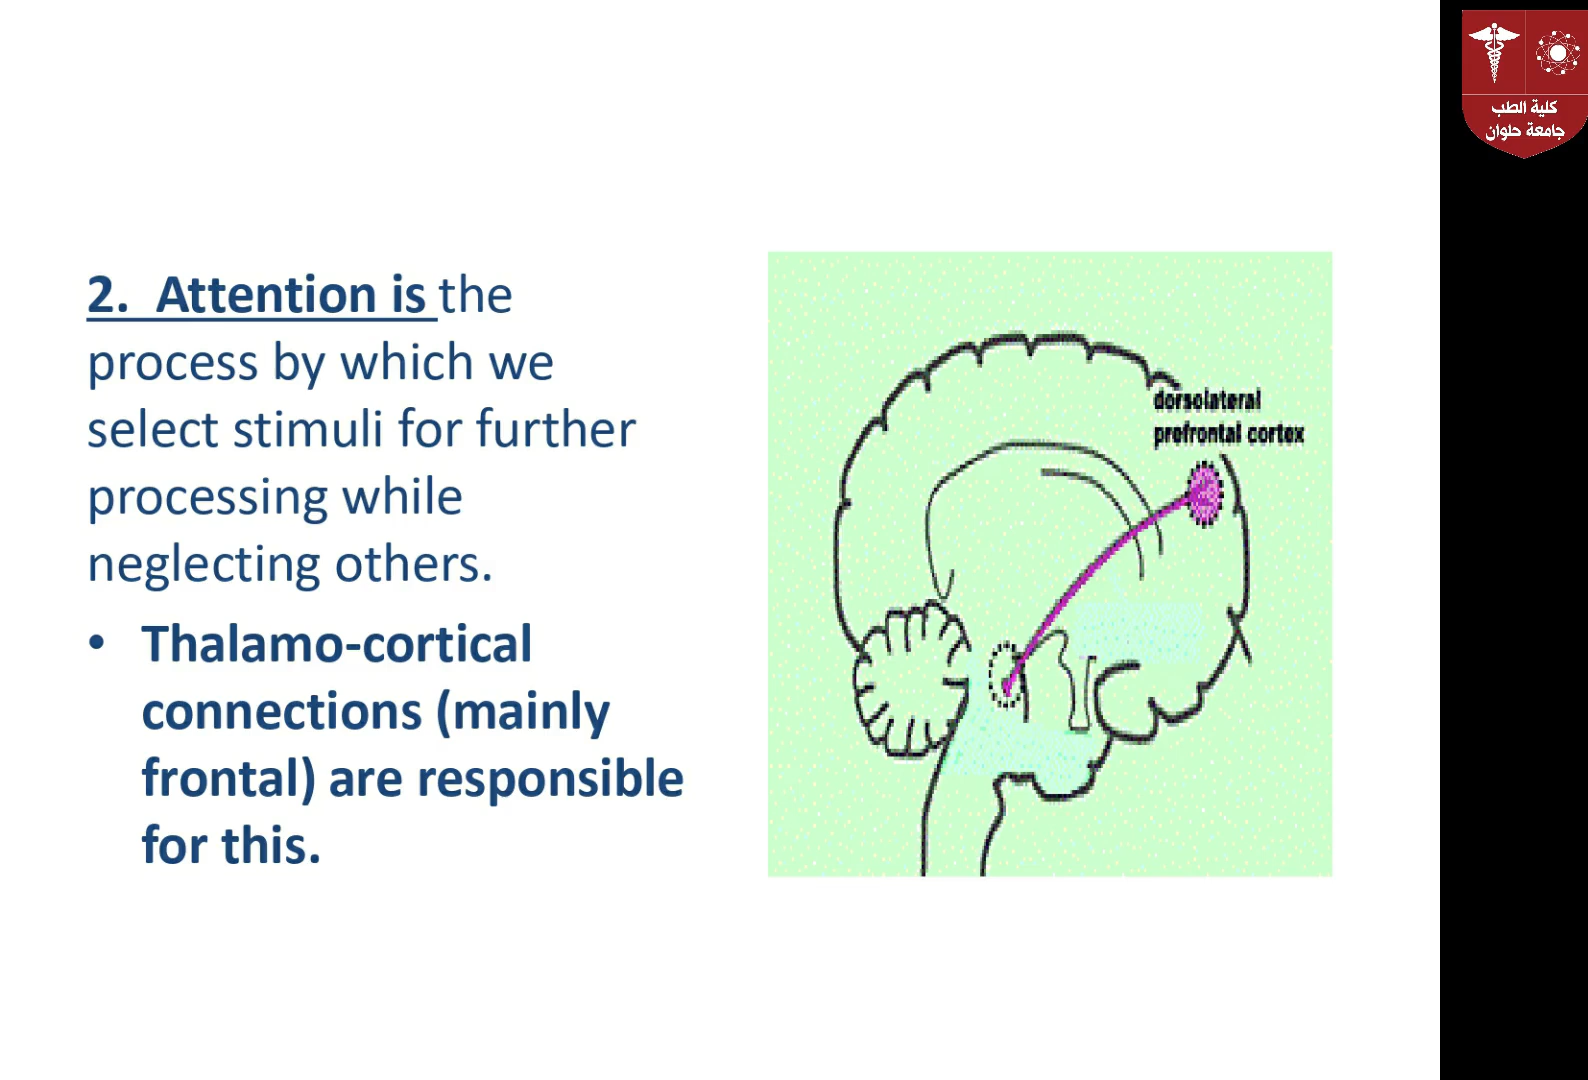 كلية الطب
جامعة حلوان
2. Attention is the
process by which we
select stimuli for further
processing while
neglecting others.
• Thalamo-cortical
connections (mainly
frontal) are responsible
for this.
dorsolateral
prefrontal cortex